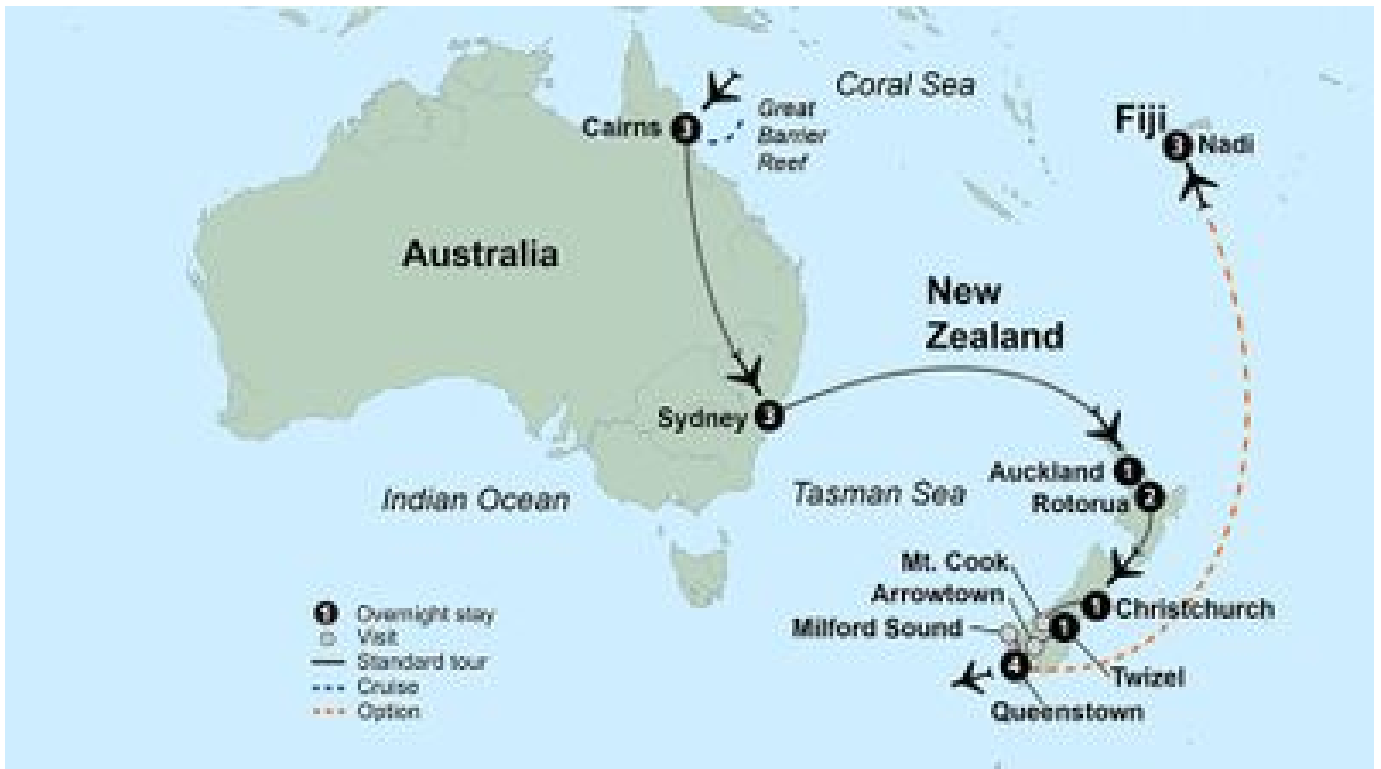 Coral Sea
Great
Barrier
Reef
Cairns
3
Fiji
3
Nadi
Australia
New
Zealand
Sydney
3
Auckland
1
Rotorua
2
Indian Ocean
Tasman Sea
Mt. Cook
Arrowtown
Milford Sound
1
Christchurch
1
4
Twizel
Queenstown
1 Overnight stay
Visit
Standard tour
Cruise
Option